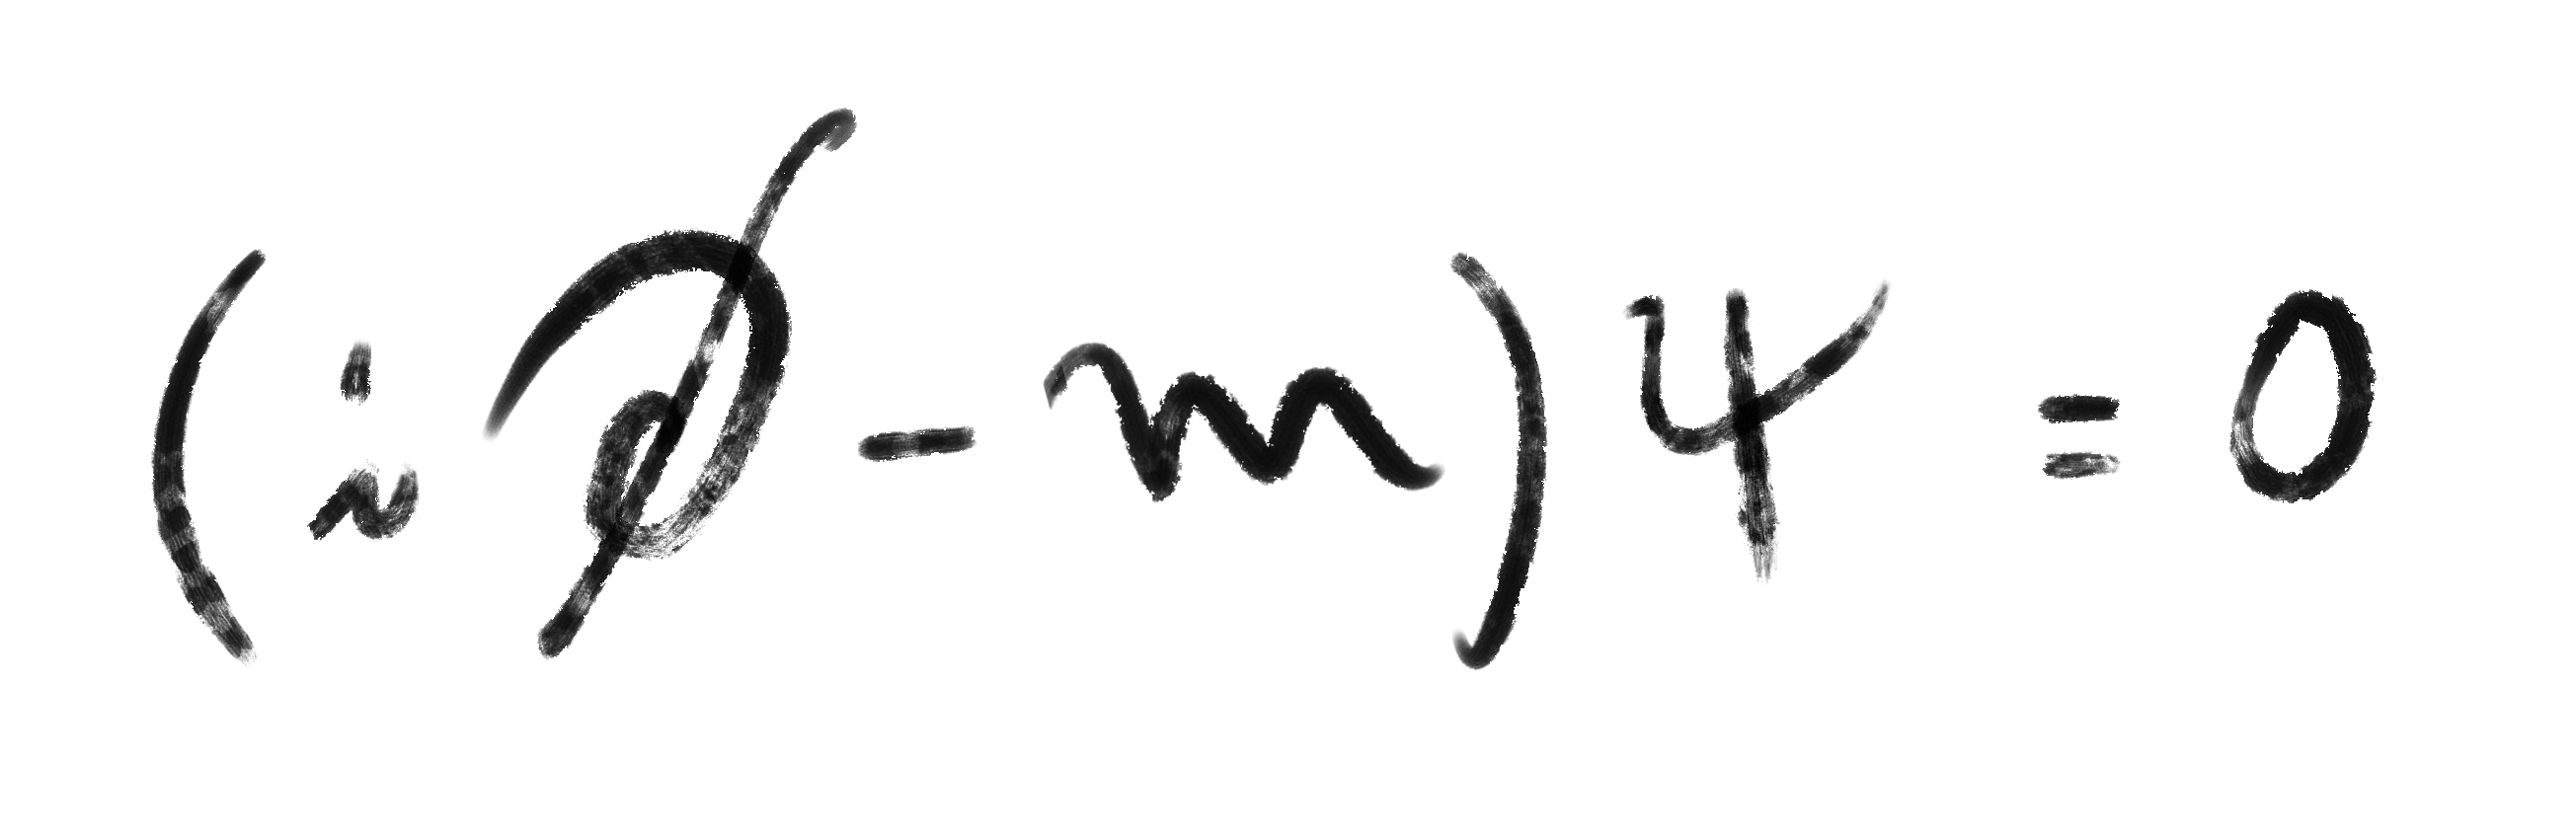 (i∂̸ - m)ψ = 0